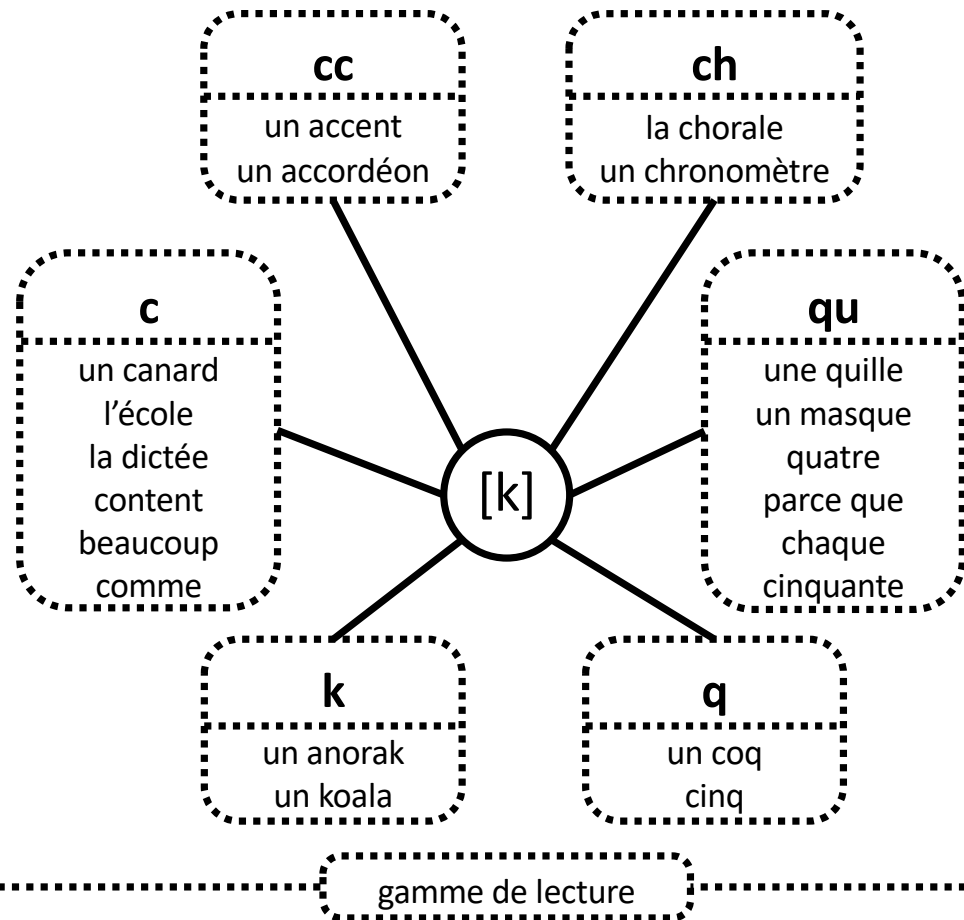 cc
un accent
un accordéon
ch
la chorale
un chronomètre
c
un canard
l’école
la dictée
content
beaucoup
comme
qu
une quille
un masque
quatre
parce que
chaque
cinquante
[k]
k
un anorak
un koala
q
un coq
cinq
gamme de lecture